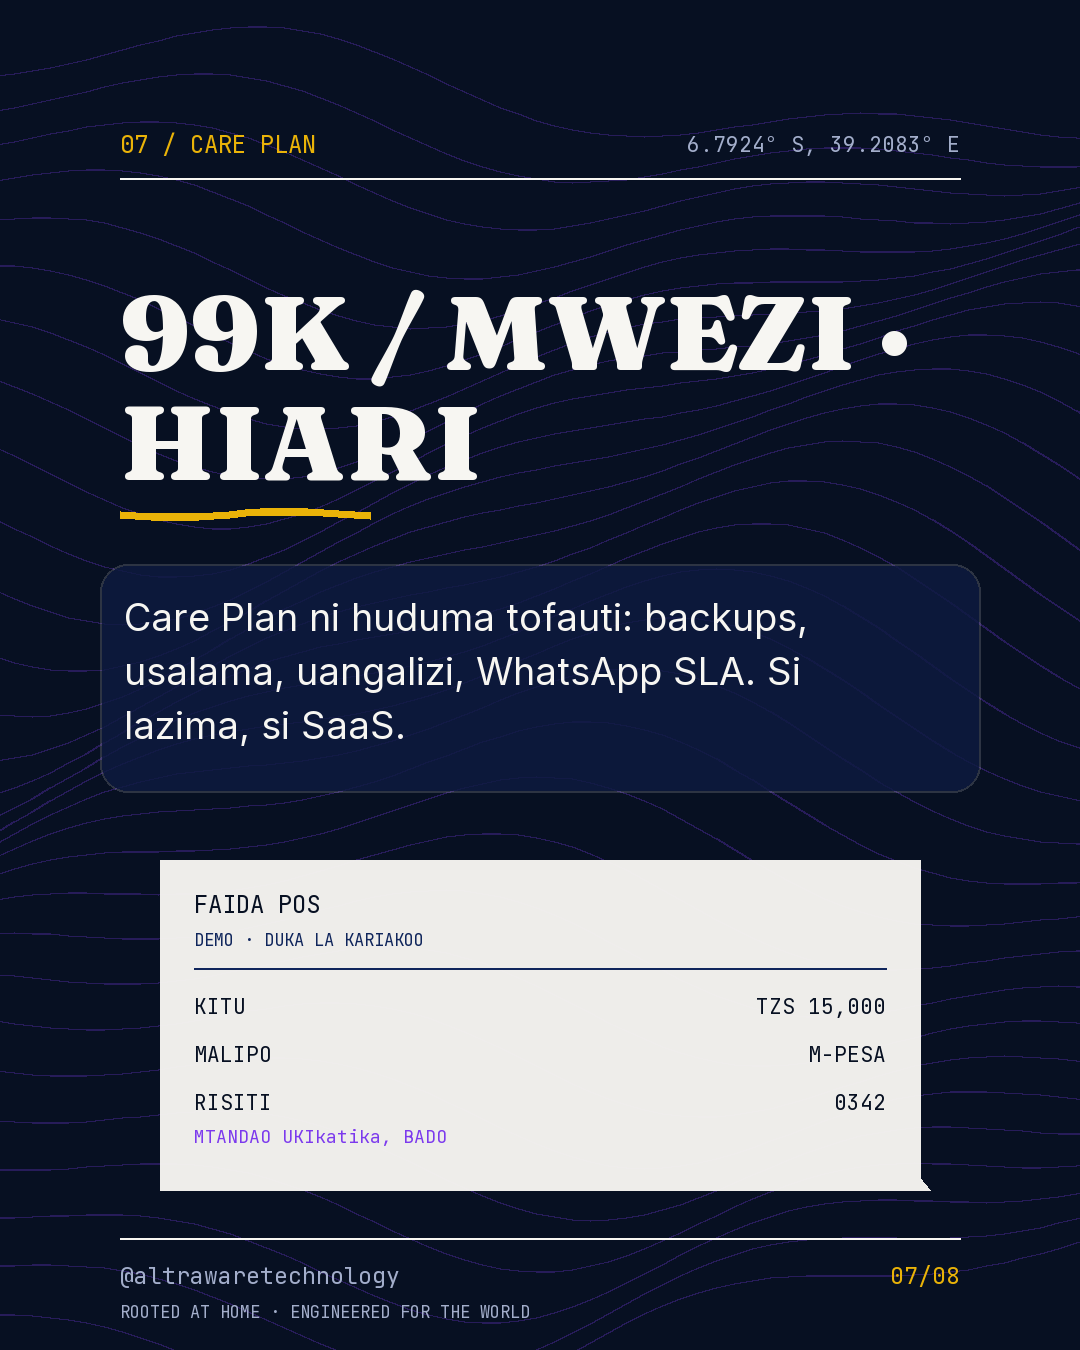 07 / CARE PLAN
6.7924° S, 39.2083° E
99K / MWEZI •
HIARI
Care Plan ni huduma tofauti: backups,
usalama, uangalizi, WhatsApp SLA. Si
lazima, si SaaS.
FAIDA POS
DEMO · DUKA LA KARIAKOO
KITU TZS 15,000
MALIPO M-PESA
RISITI 0342
MTANDAO UKIkatika, BADO
@altrawaretechnology 07/08
ROOTED AT HOME · ENGINEERED FOR THE WORLD